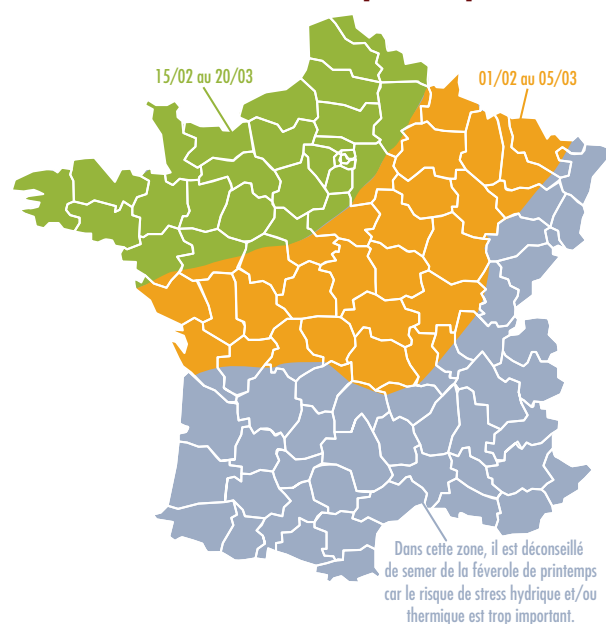 15/02 au 20/03
01/02 au 05/03
Dans cette zone, il est déconseillé
de semer de la féverole de printemps
car le risque de stress hydrique et/ou
thermique est trop important.